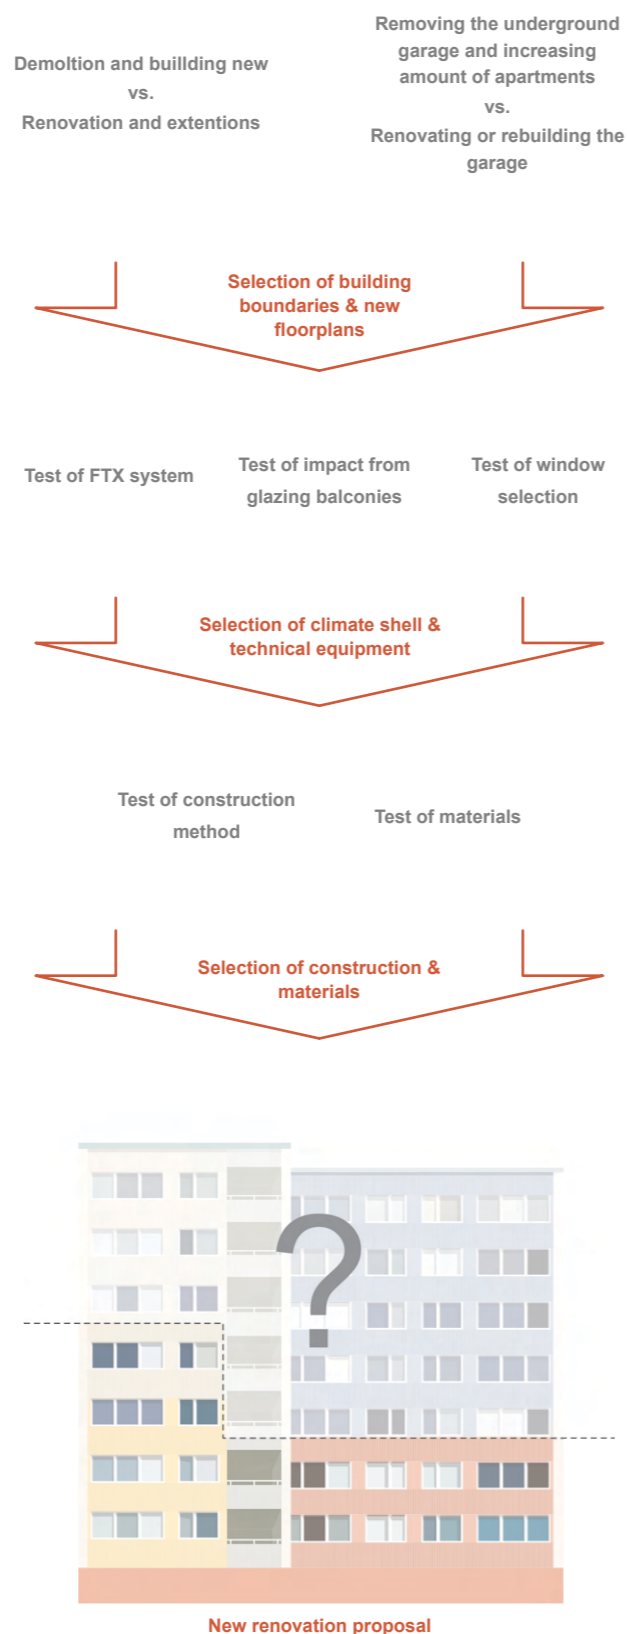 Demoltion and buillding new
vs.
Renovation and extentions
Removing the underground
garage and increasing
amount of apartments
vs.
Renovating or rebuilding the
garage
Selection of building
boundaries & new
floorplans
Test of FTX system
Test of impact from
glazing balconies
Test of window
selection
Selection of climate shell &
technical equipment
Test of construction
method
Test of materials
Selection of construction &
materials
?
New renovation proposal